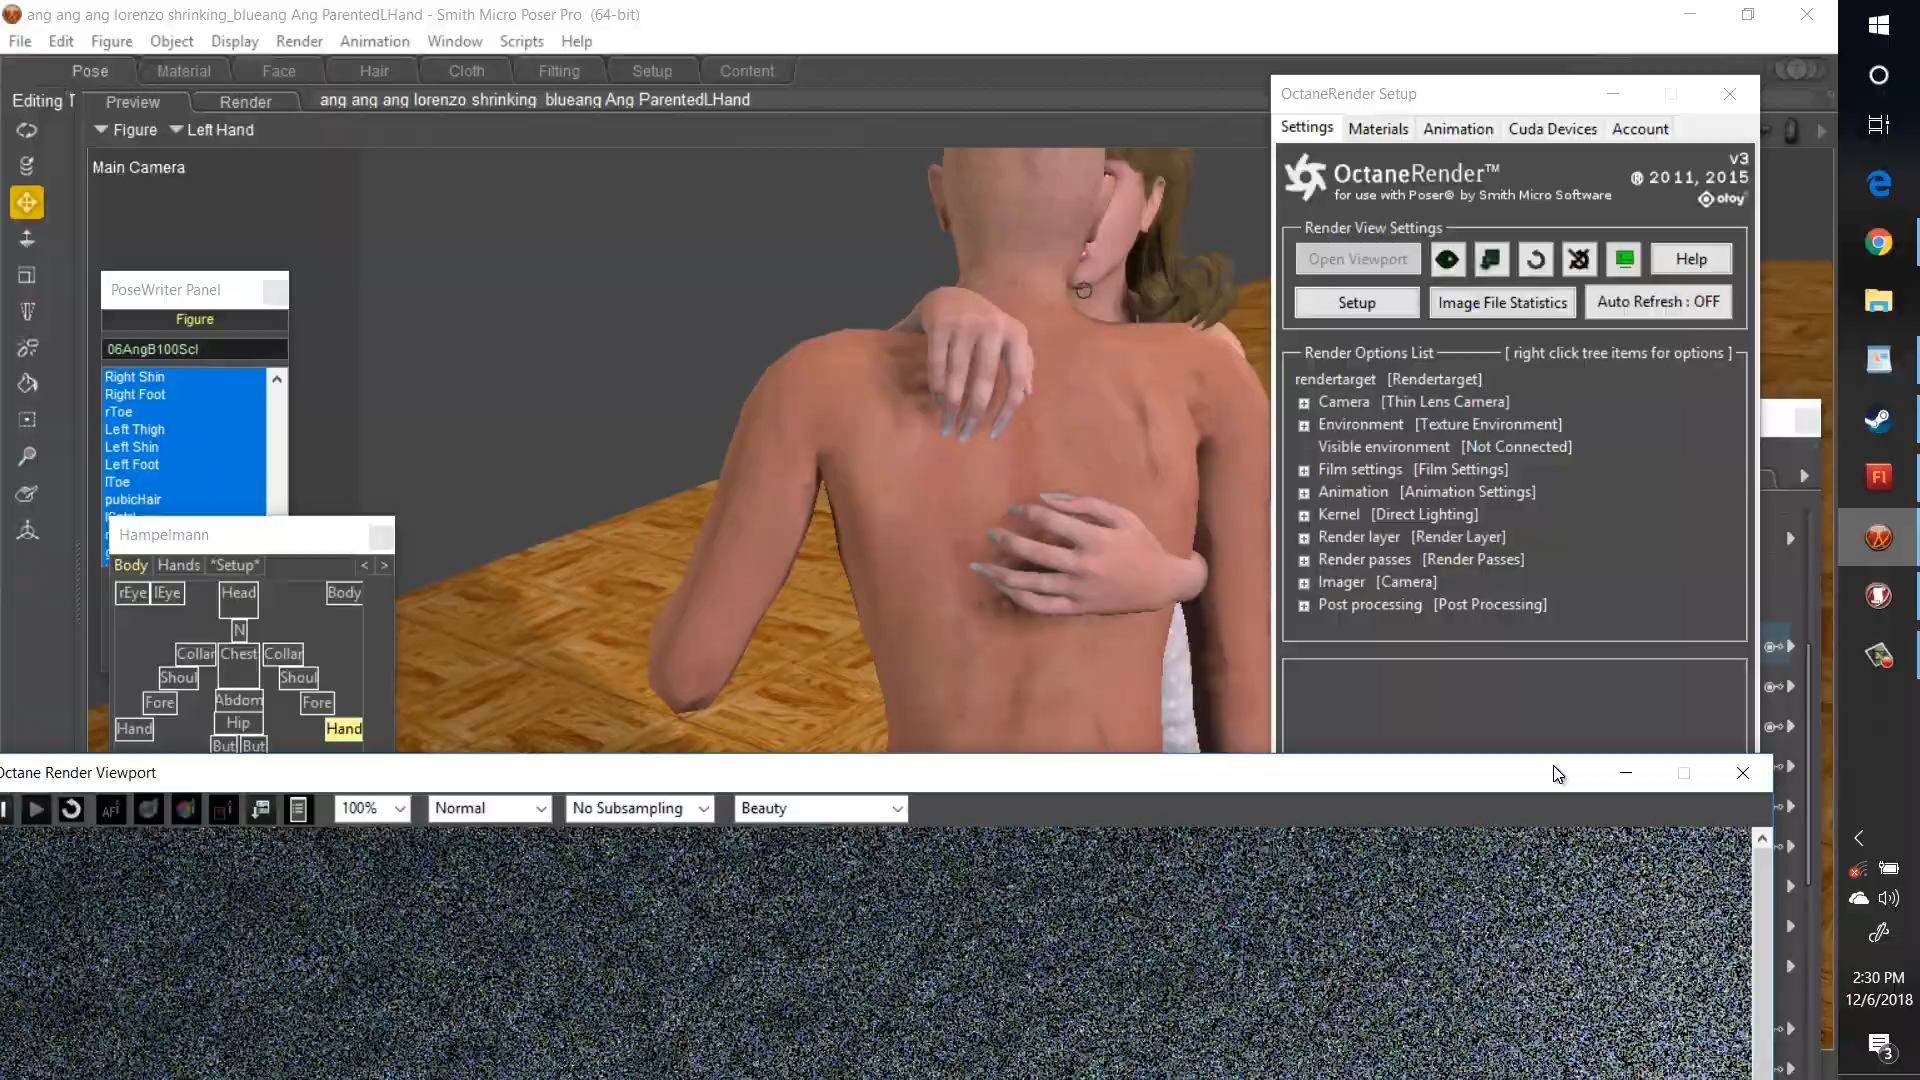 ang ang ang lorenzo shrinking_blueang Ang ParentedLHand - Smith Micro Poser Pro  (64-bit)
File Edit Figure Object Display Render Animation Window Scripts Help
Pose Material Face Hair Cloth Fitting Setup Content
Editing T
Preview Render ang ang ang lorenzo shrinking_blueang Ang ParentedLHand
Figure Left Hand
Main Camera
PoseWriter Panel
Figure
06AngB100Scl
Right Shin
Right Foot
rToe
Left Thigh
Left Shin
Left Foot
lToe
pubicHair
Hampelmann
Body Hands *Setup* < >
rEye lEye Head Body
N
Collar Chest Collar
Shoul Shoul
Fore Abdom Fore
Hand Hip Hand
But But
OctaneRender Setup
Settings Materials Animation Cuda Devices Account
OctaneRender™
for use with Poser® by Smith Micro Software
v3
® 2011, 2015
otoy
Render View Settings
Open Viewport Help
Setup Image File Statistics Auto Refresh : OFF
Render Options List [ right click tree items for options ]
rendertarget [Rendertarget]
Camera [Thin Lens Camera]
Environment [Texture Environment]
Visible environment [Not Connected]
Film settings [Film Settings]
Animation [Animation Settings]
Kernel [Direct Lighting]
Render layer [Render Layer]
Render passes [Render Passes]
Imager [Camera]
Post processing [Post Processing]
Octane Render Viewport
AF 100% Normal No Subsampling Beauty
Fl
2:30 PM
12/6/2018
3